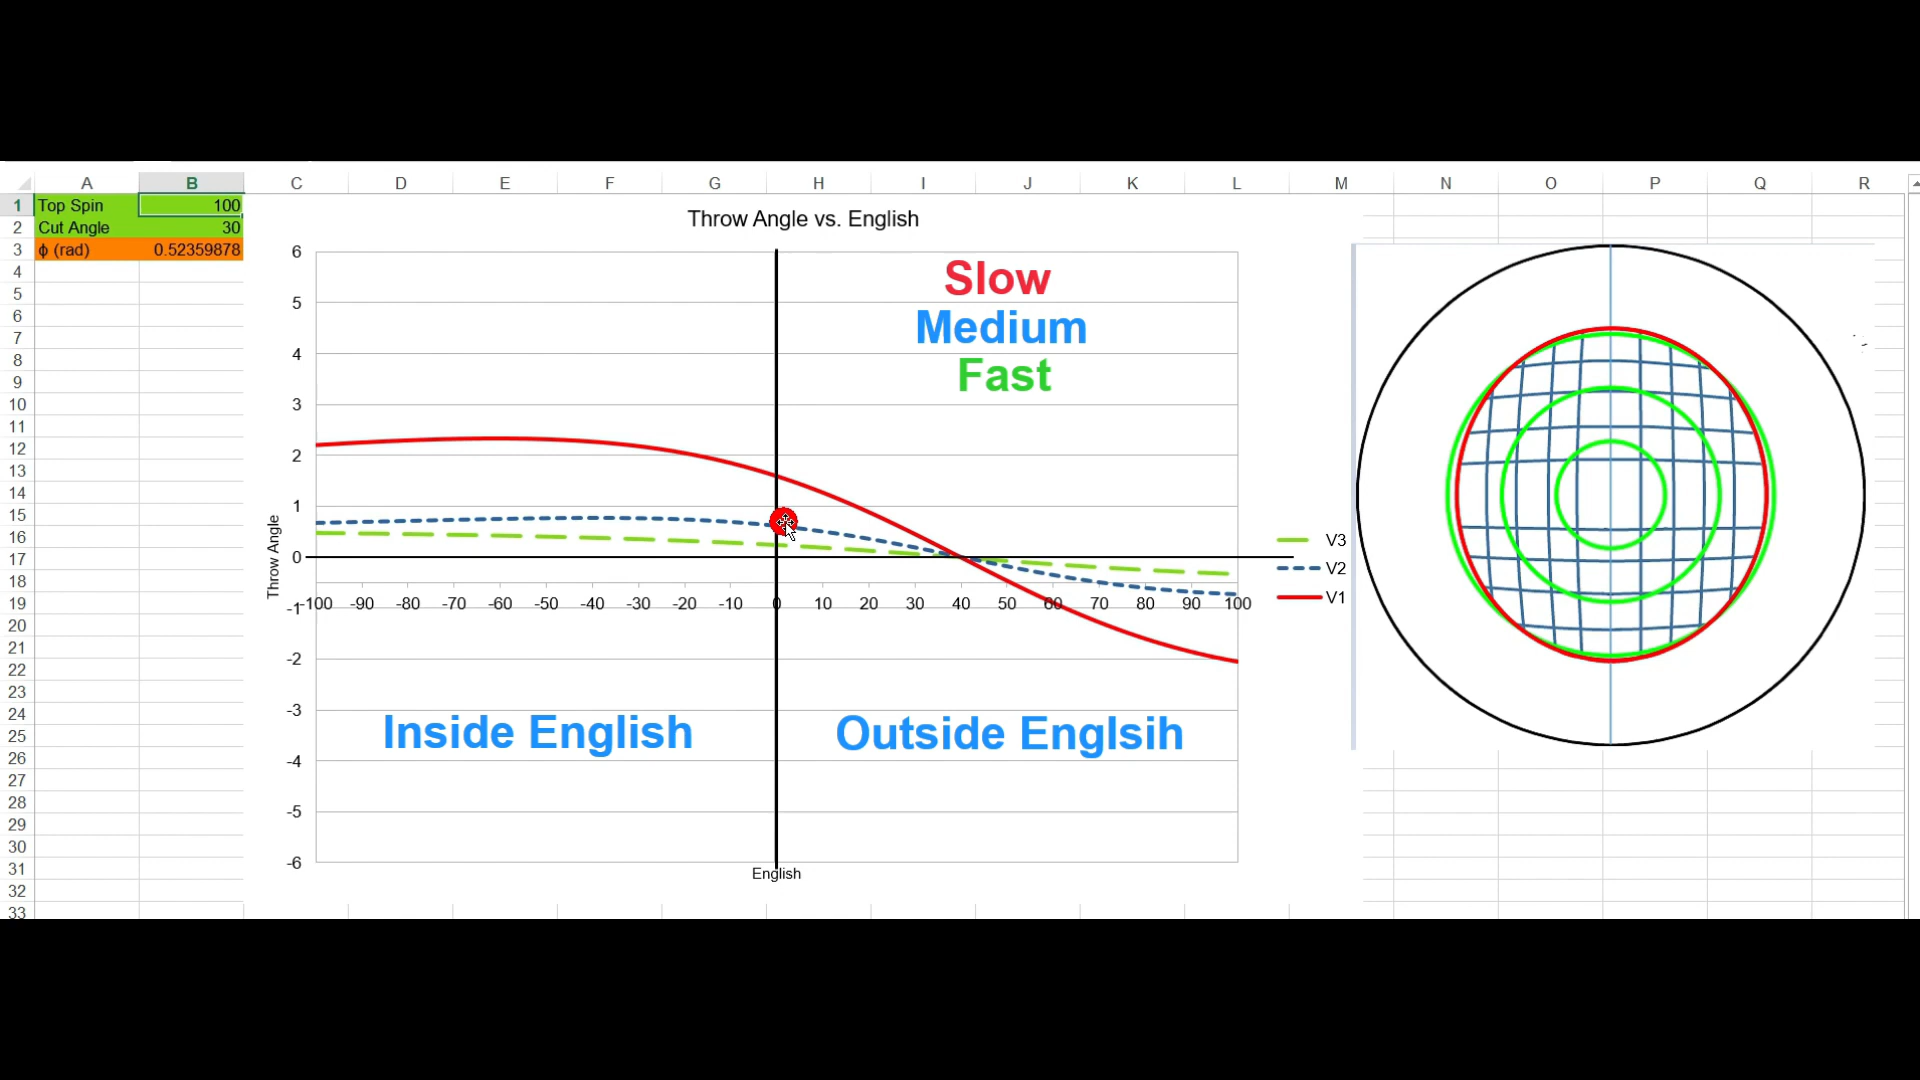 A B C D E F G H I J K L M N O P Q R
1 Top Spin 100
2 Cut Angle 30
3 ϕ (rad) 0.52359878
4
5
6
7
8
9
10
11
12
13
14
15
16
17
18
19
20
21
22
23
24
25
26
27
28
29
30
31
32
33
Throw Angle vs. English
6
5
4
3
2
1
0
-1
-2
-3
-4
-5
-6
Throw Angle
Slow
Medium
Fast
-100 -90 -80 -70 -60 -50 -40 -30 -20 -10 0 10 20 30 40 50 60 70 80 90 100
V3
V2
V1
Inside English
Outside Englsih
English